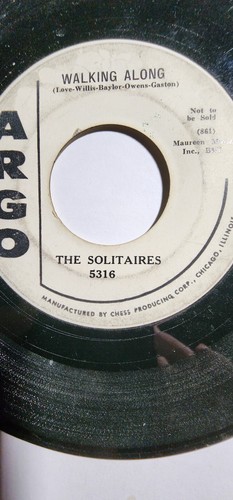 WALKING ALONG
(Love-Willis-Baylor-Owens-Gaston)
Not to
be Sold
(861)
Maureen
Inc.,
ARGO
THE SOLITAIRES
5316
MANUFACTURED BY CHESS PRODUCING CORP., CHICAGO, ILLINOIS